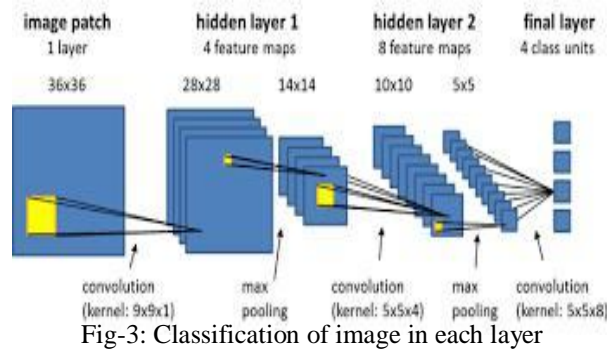 image patch hidden layer 1 hidden layer 2 final layer
1 layer 4 feature maps 8 feature maps 4 class units
36x36 28x28 14x14 10x10 5x5
convolution max convolution max convolution
(kernel: 9x9x1) pooling (kernel: 5x5x4) pooling (kernel: 5x5x8)
Fig-3: Classification of image in each layer